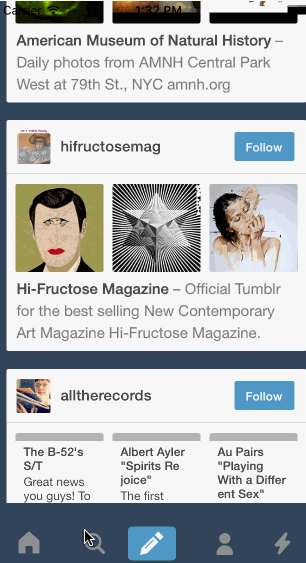 Carrier 1:32 PM
American Museum of Natural History –
Daily photos from AMNH Central Park
West at 79th St., NYC amnh.org
hifructosemag
Follow
Hi-Fructose Magazine – Official Tumblr
for the best selling New Contemporary
Art Magazine Hi-Fructose Magazine.
alltherecords
Follow
The B-52's
S/T
Great news
you guys! To
Albert Ayler
"Spirits Re
joice"
The first
Au Pairs
"Playing
With a Differ
ent Sex"